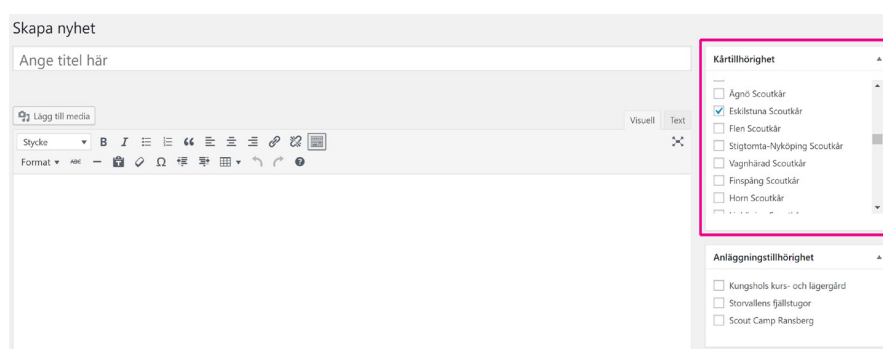 Skapa nyhet
Ange titel här
Lägg till media
Visuell Text
Stycke B I
Format ABC Ω
Kårtillhörighet
Ägnö Scoutkår
Eskilstuna Scoutkår
Flen Scoutkår
Stigtomta-Nyköping Scoutkår
Vagnhärad Scoutkår
Finspång Scoutkår
Horn Scoutkår
Anläggningstillhörighet
Kungshols kurs- och lägergård
Storvallens fjällstugor
Scout Camp Ransberg